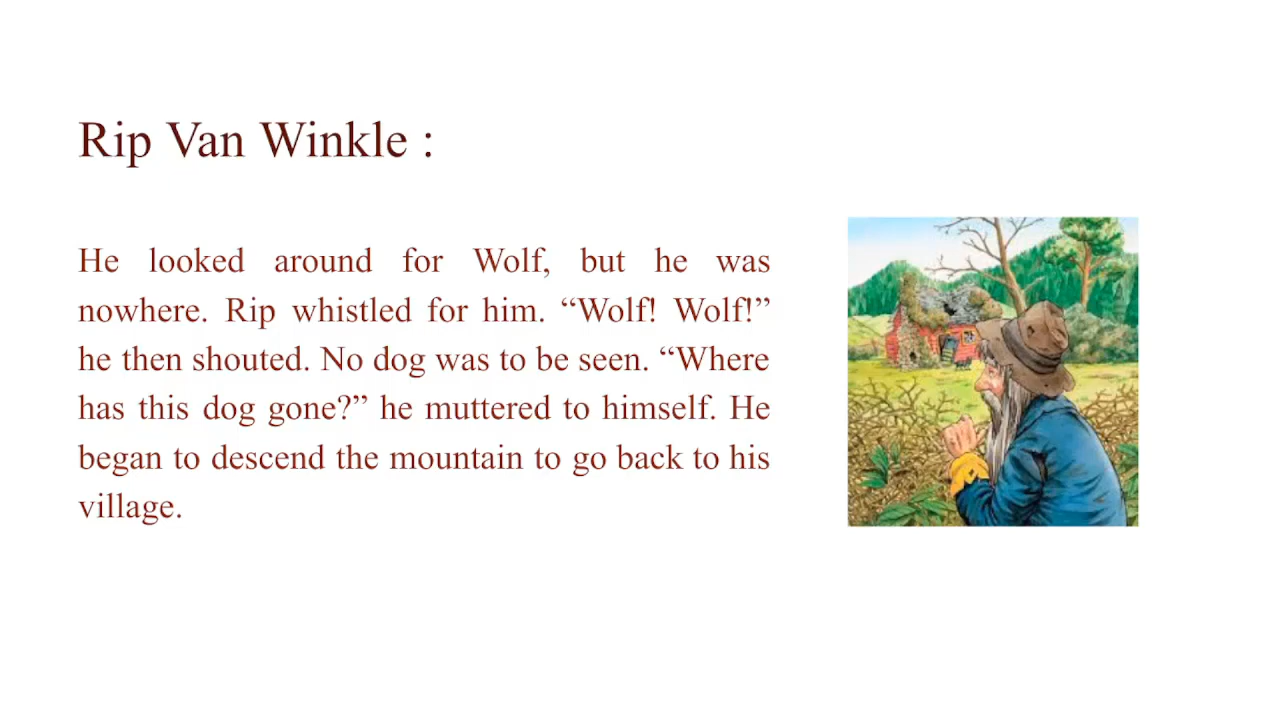 Rip Van Winkle :
He looked around for Wolf, but he was
nowhere. Rip whistled for him. “Wolf! Wolf!”
he then shouted. No dog was to be seen. “Where
has this dog gone?” he muttered to himself. He
began to descend the mountain to go back to his
village.